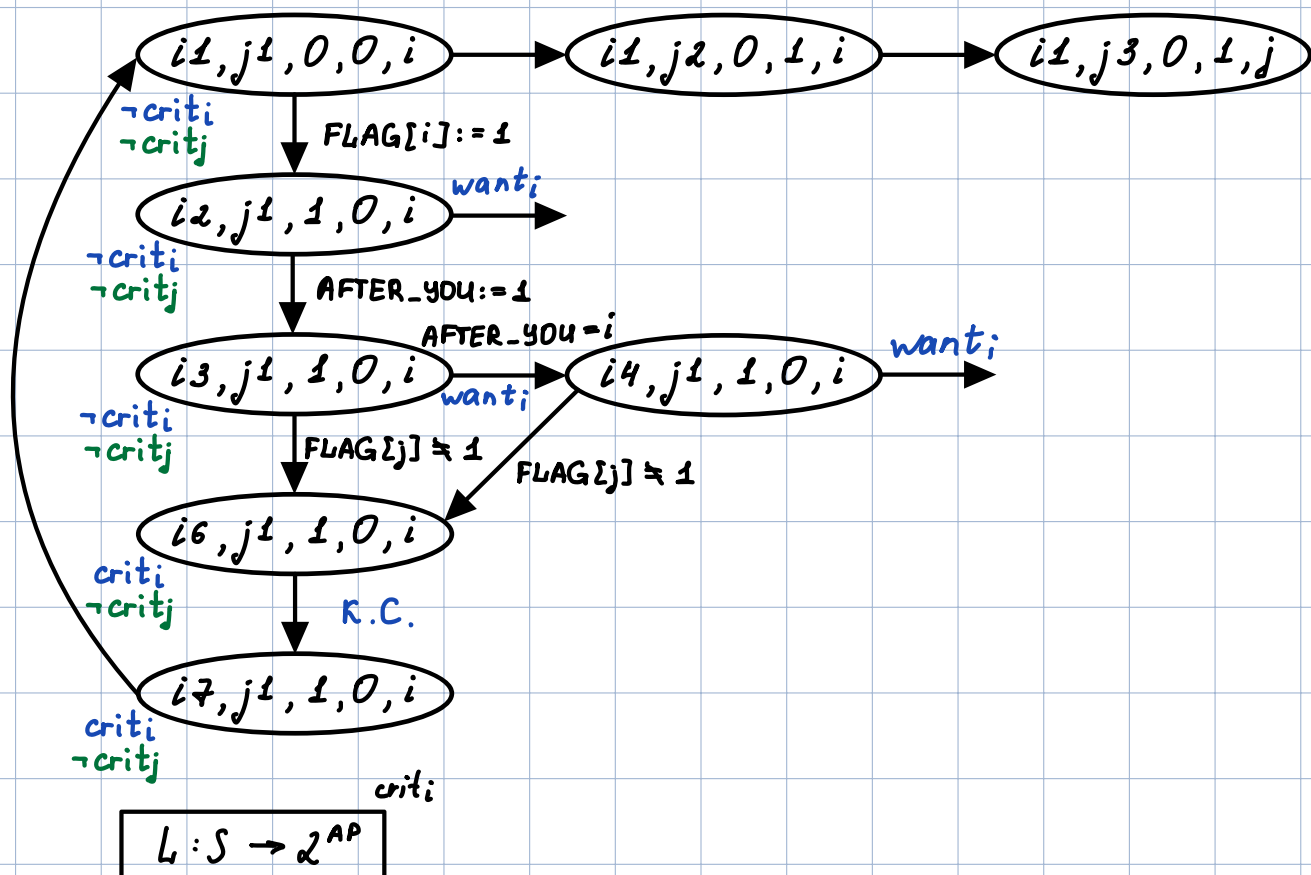 i1, j1, 0, 0, i
i1, j2, 0, 1, i
i1, j3, 0, 1, j
¬criti
¬critj
FLAG[i]:=1
i2, j1, 1, 0, i
wanti
¬criti
¬critj
AFTER_YOU:=1
AFTER_YOU=i
i3, j1, 1, 0, i
wanti
i4, j1, 1, 0, i
wanti
¬criti
¬critj
FLAG[j] ≠ 1
FLAG[j] ≠ 1
i6, j1, 1, 0, i
criti
¬critj
K.C.
i7, j1, 1, 0, i
criti
¬critj
criti
L : S → 2^AP